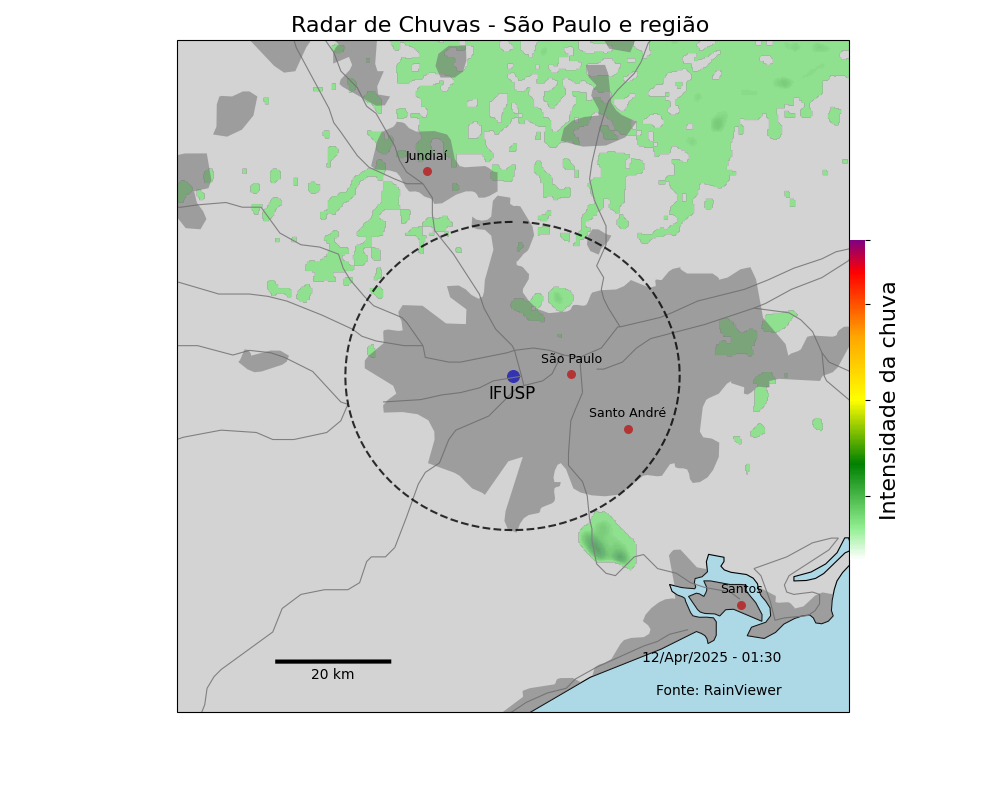 Radar de Chuvas - São Paulo e região
Jundiaí
São Paulo
IFUSP
Santo André
Intensidade da chuva
Santos
12/Apr/2025 - 01:30
20 km
Fonte: RainViewer